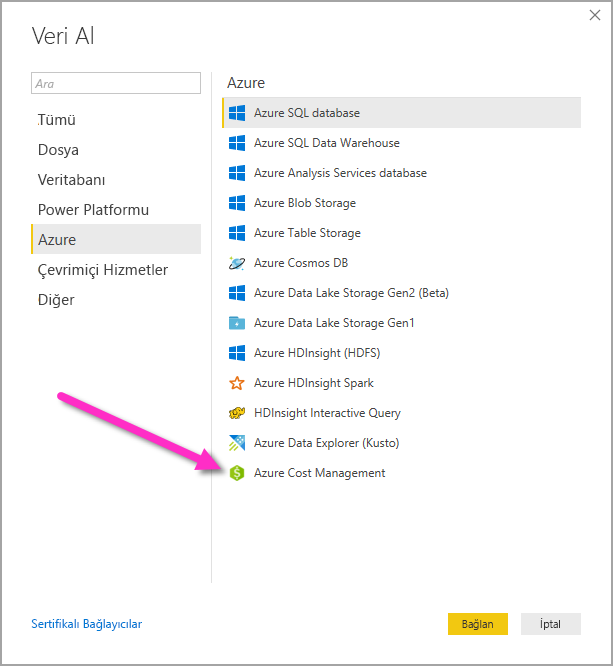 Veri Al
Ara
Tümü
Dosya
Veritabanı
Power Platformu
Azure
Çevrimiçi Hizmetler
Diğer
Azure
Azure SQL database
Azure SQL Data Warehouse
Azure Analysis Services database
Azure Blob Storage
Azure Table Storage
Azure Cosmos DB
Azure Data Lake Storage Gen2 (Beta)
Azure Data Lake Storage Gen1
Azure HDInsight (HDFS)
Azure HDInsight Spark
HDInsight Interactive Query
Azure Data Explorer (Kusto)
Azure Cost Management
Sertifikalı Bağlayıcılar
Bağlan
İptal